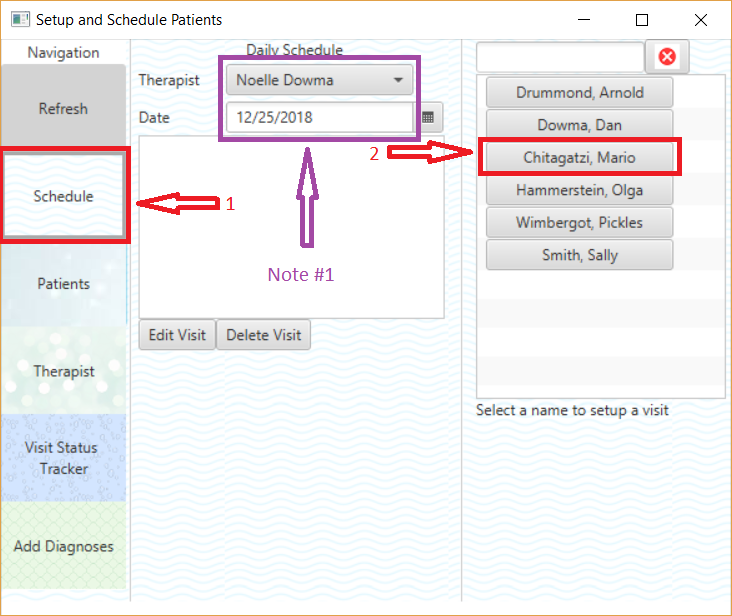 Setup and Schedule Patients
Navigation
Refresh
Schedule
Patients
Therapist
Visit Status
Tracker
Add Diagnoses
Daily Schedule
Therapist
Noelle Dowma
Date
12/25/2018
1
2
Note #1
Edit Visit
Delete Visit
Drummond, Arnold
Dowma, Dan
Chitagatzi, Mario
Hammerstein, Olga
Wimbergot, Pickles
Smith, Sally
Select a name to setup a visit